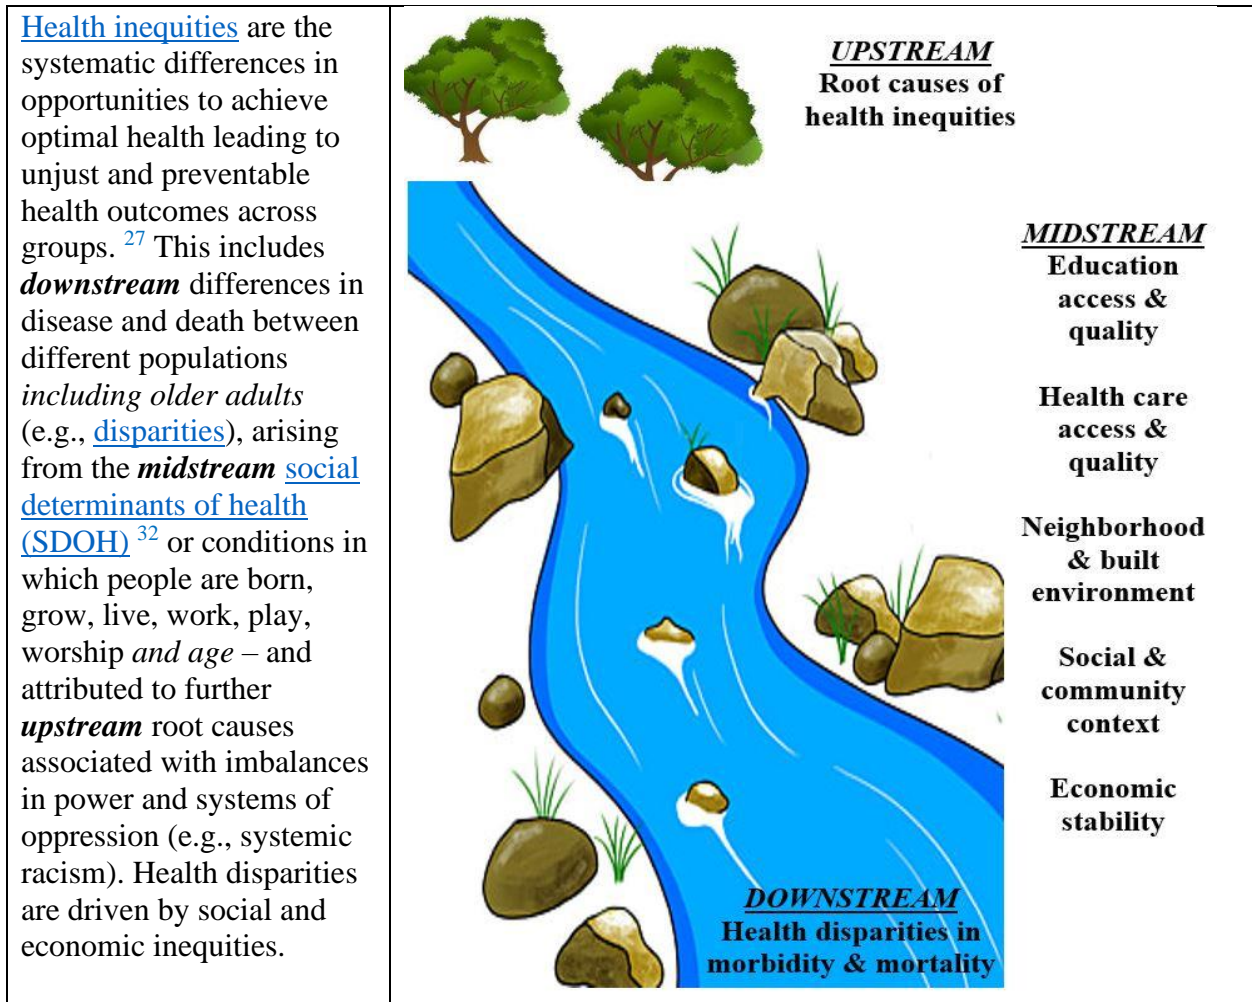 Health inequities are the
systematic differences in
opportunities to achieve
optimal health leading to
unjust and preventable
health outcomes across
groups. 27 This includes
downstream differences in
disease and death between
different populations
including older adults
(e.g., disparities), arising
from the midstream social
determinants of health
(SDOH) 32 or conditions in
which people are born,
grow, live, work, play,
worship and age – and
attributed to further
upstream root causes
associated with imbalances
in power and systems of
oppression (e.g., systemic
racism). Health disparities
are driven by social and
economic inequities.
UPSTREAM
Root causes of
health inequities
MIDSTREAM
Education
access &
quality
Health care
access &
quality
Neighborhood
& built
environment
Social &
community
context
Economic
stability
DOWNSTREAM
Health disparities in
morbidity & mortality